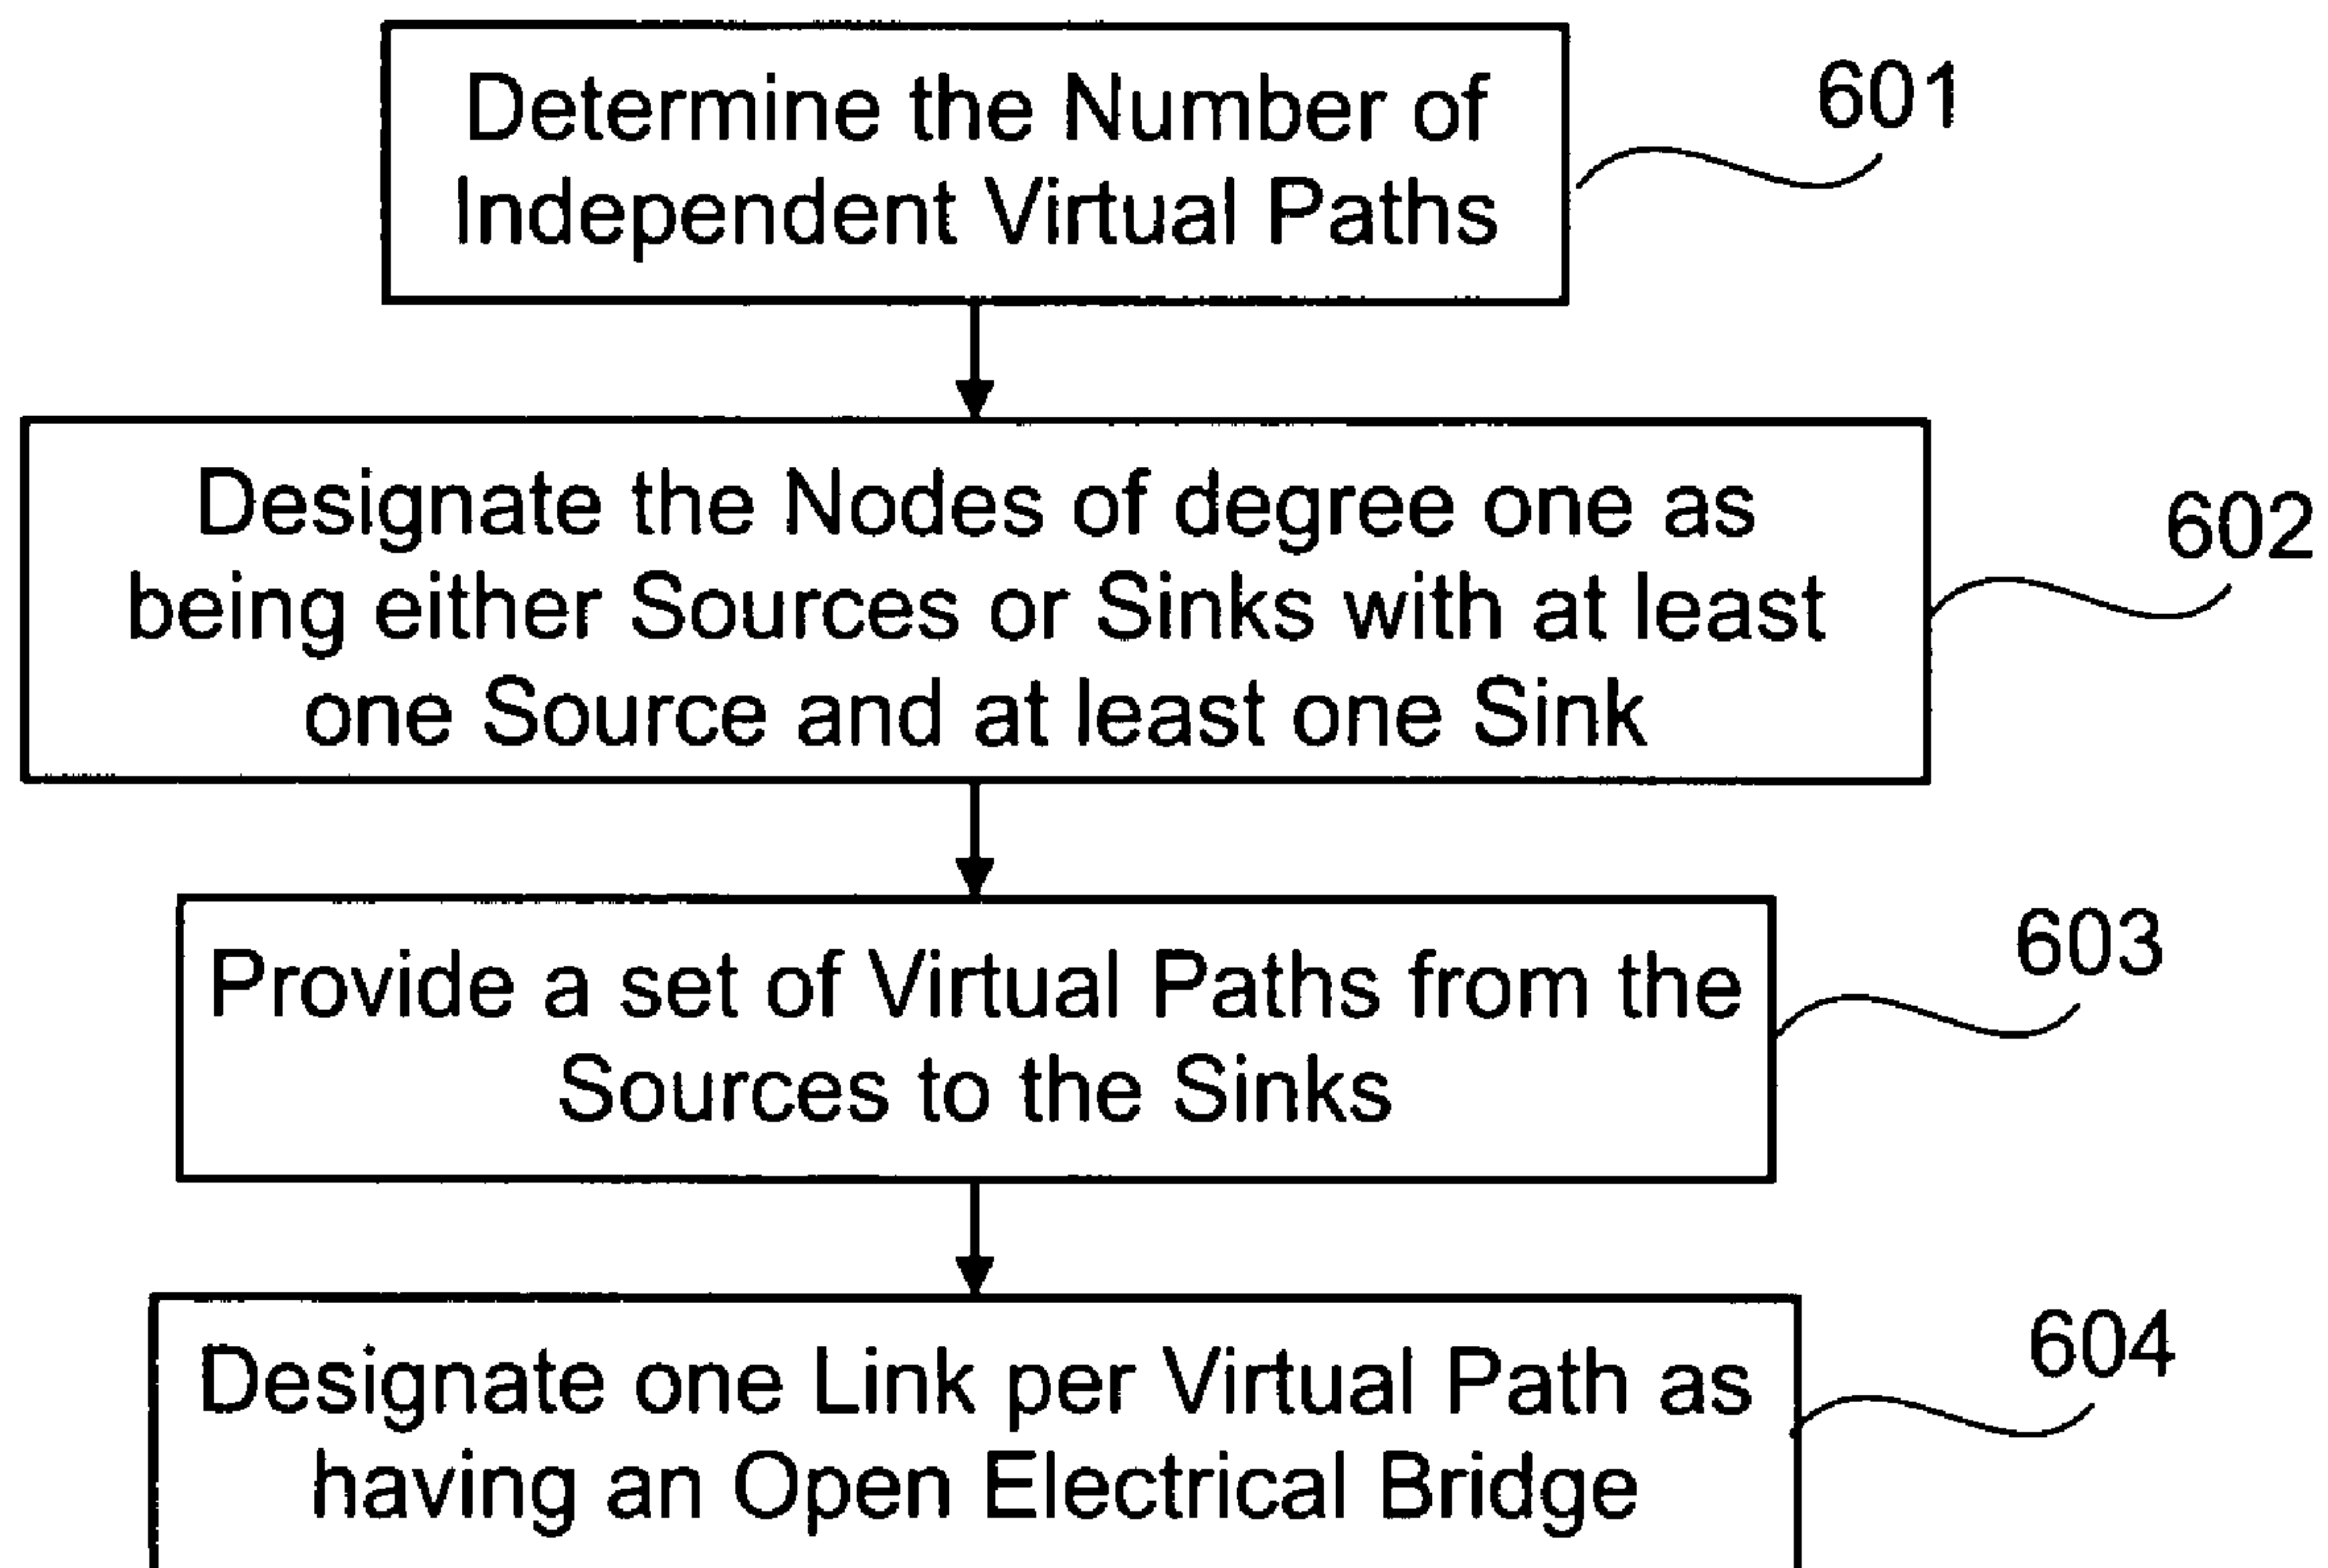 Determine the Number of
Independent Virtual Paths
601
Designate the Nodes of degree one as
being either Sources or Sinks with at least
one Source and at least one Sink
602
Provide a set of Virtual Paths from the
Sources to the Sinks
603
Designate one Link per Virtual Path as
having an Open Electrical Bridge
604